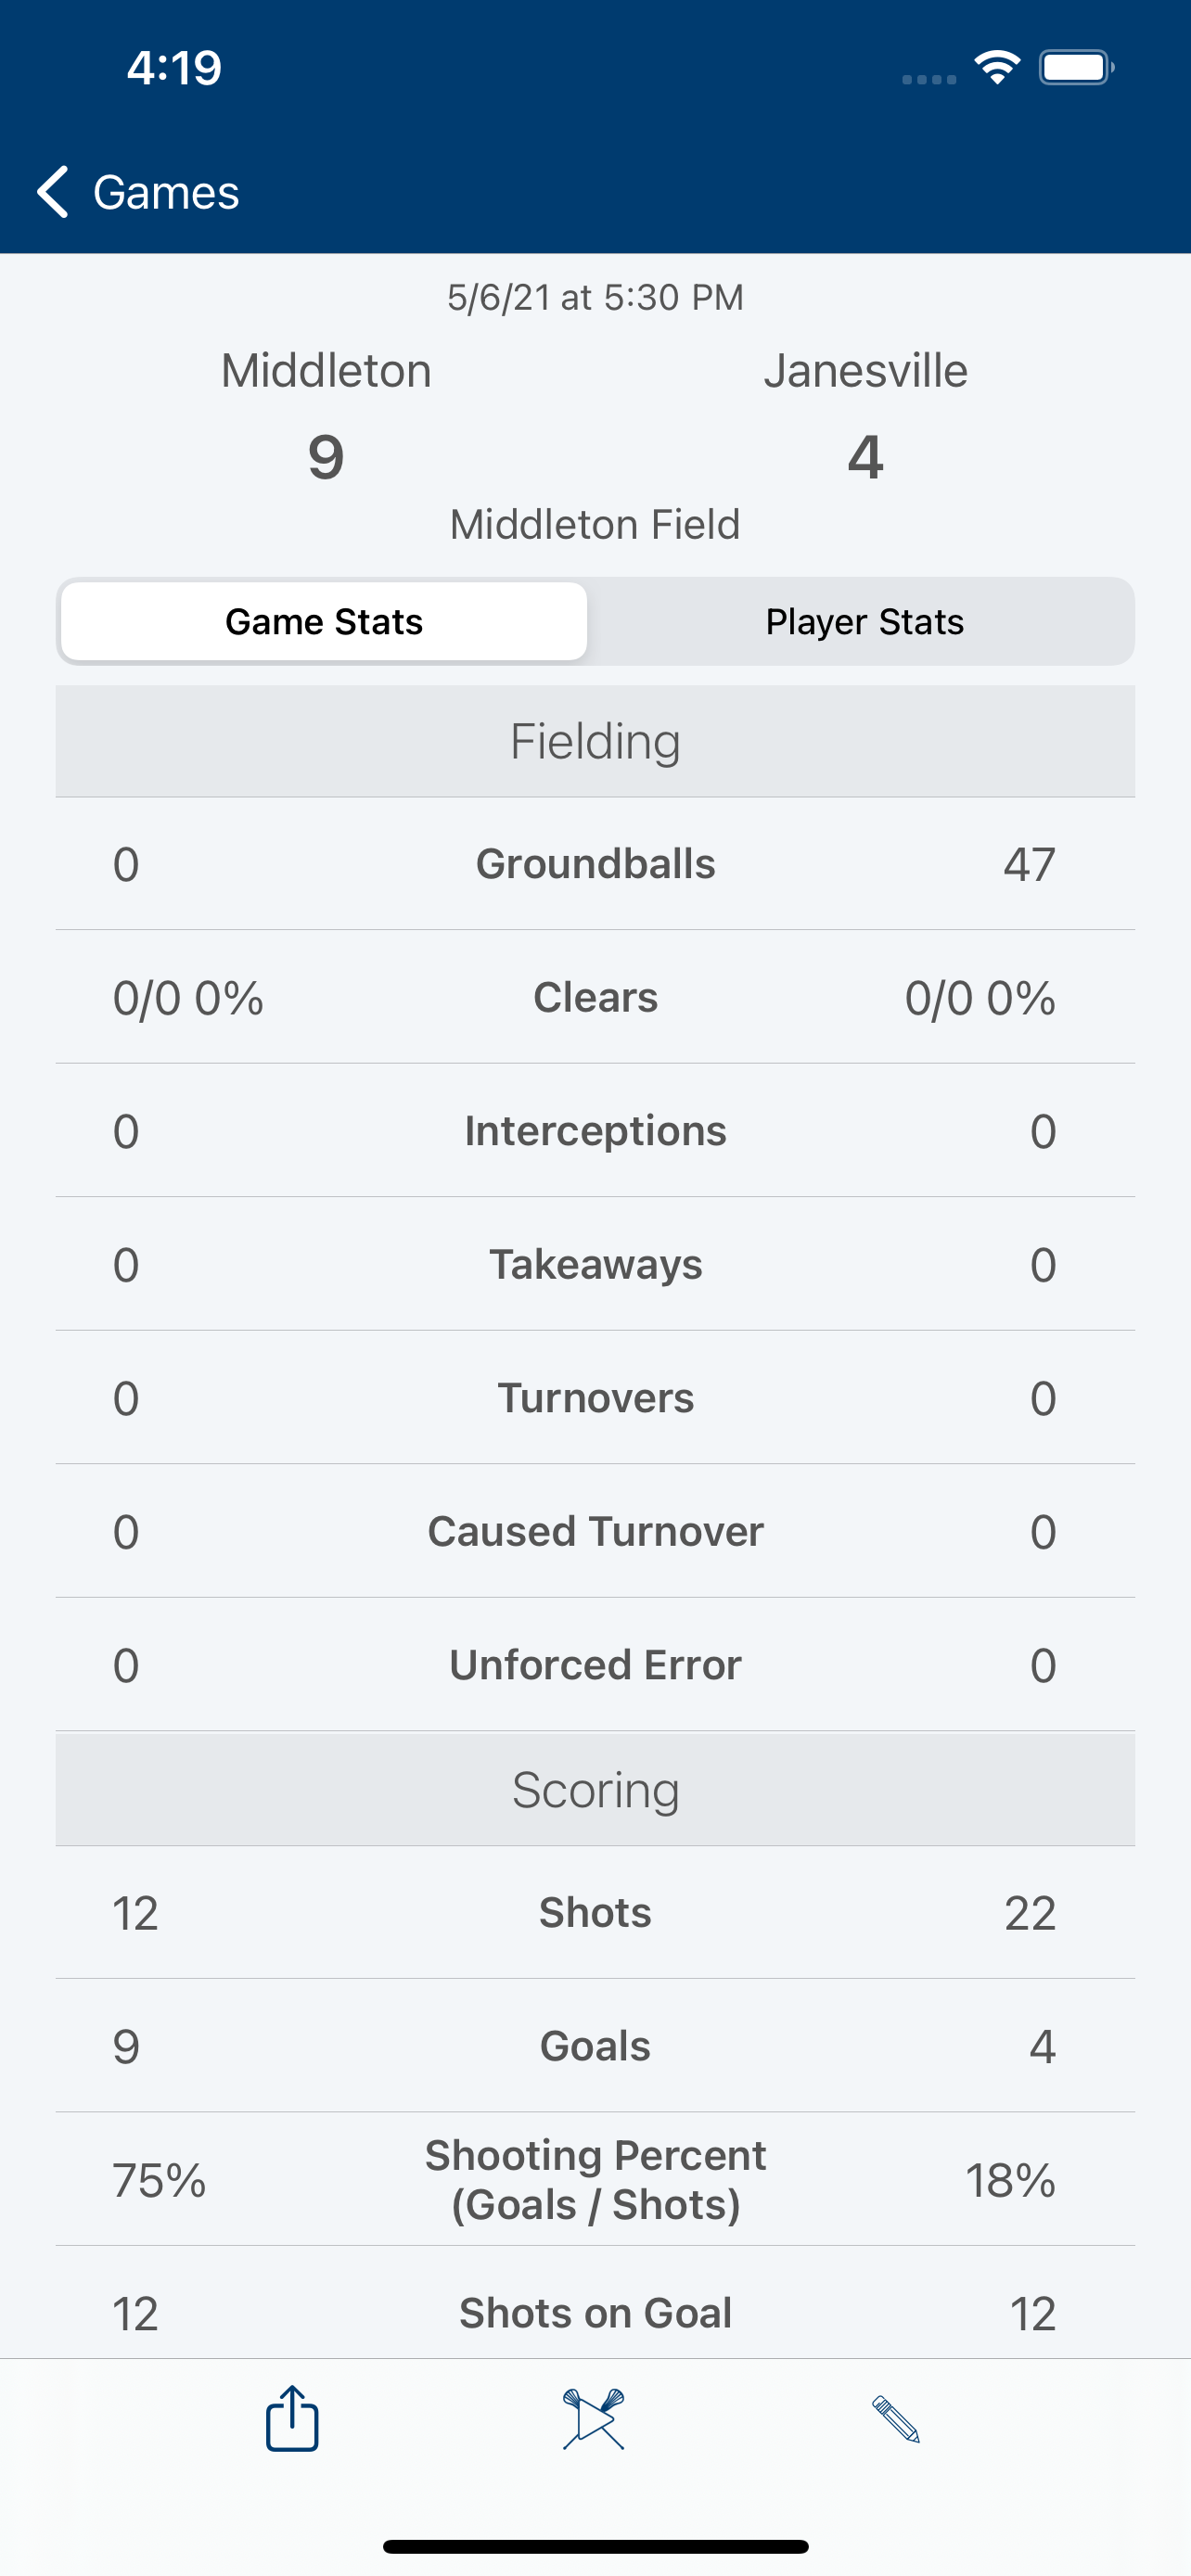 4:19
Games
5/6/21 at 5:30 PM
Middleton Janesville
9 4
Middleton Field
Game Stats Player Stats
Fielding
0 Groundballs 47
0/0 0% Clears 0/0 0%
0 Interceptions 0
0 Takeaways 0
0 Turnovers 0
0 Caused Turnover 0
0 Unforced Error 0
Scoring
12 Shots 22
9 Goals 4
75% Shooting Percent 18%
(Goals / Shots)
12 Shots on Goal 12